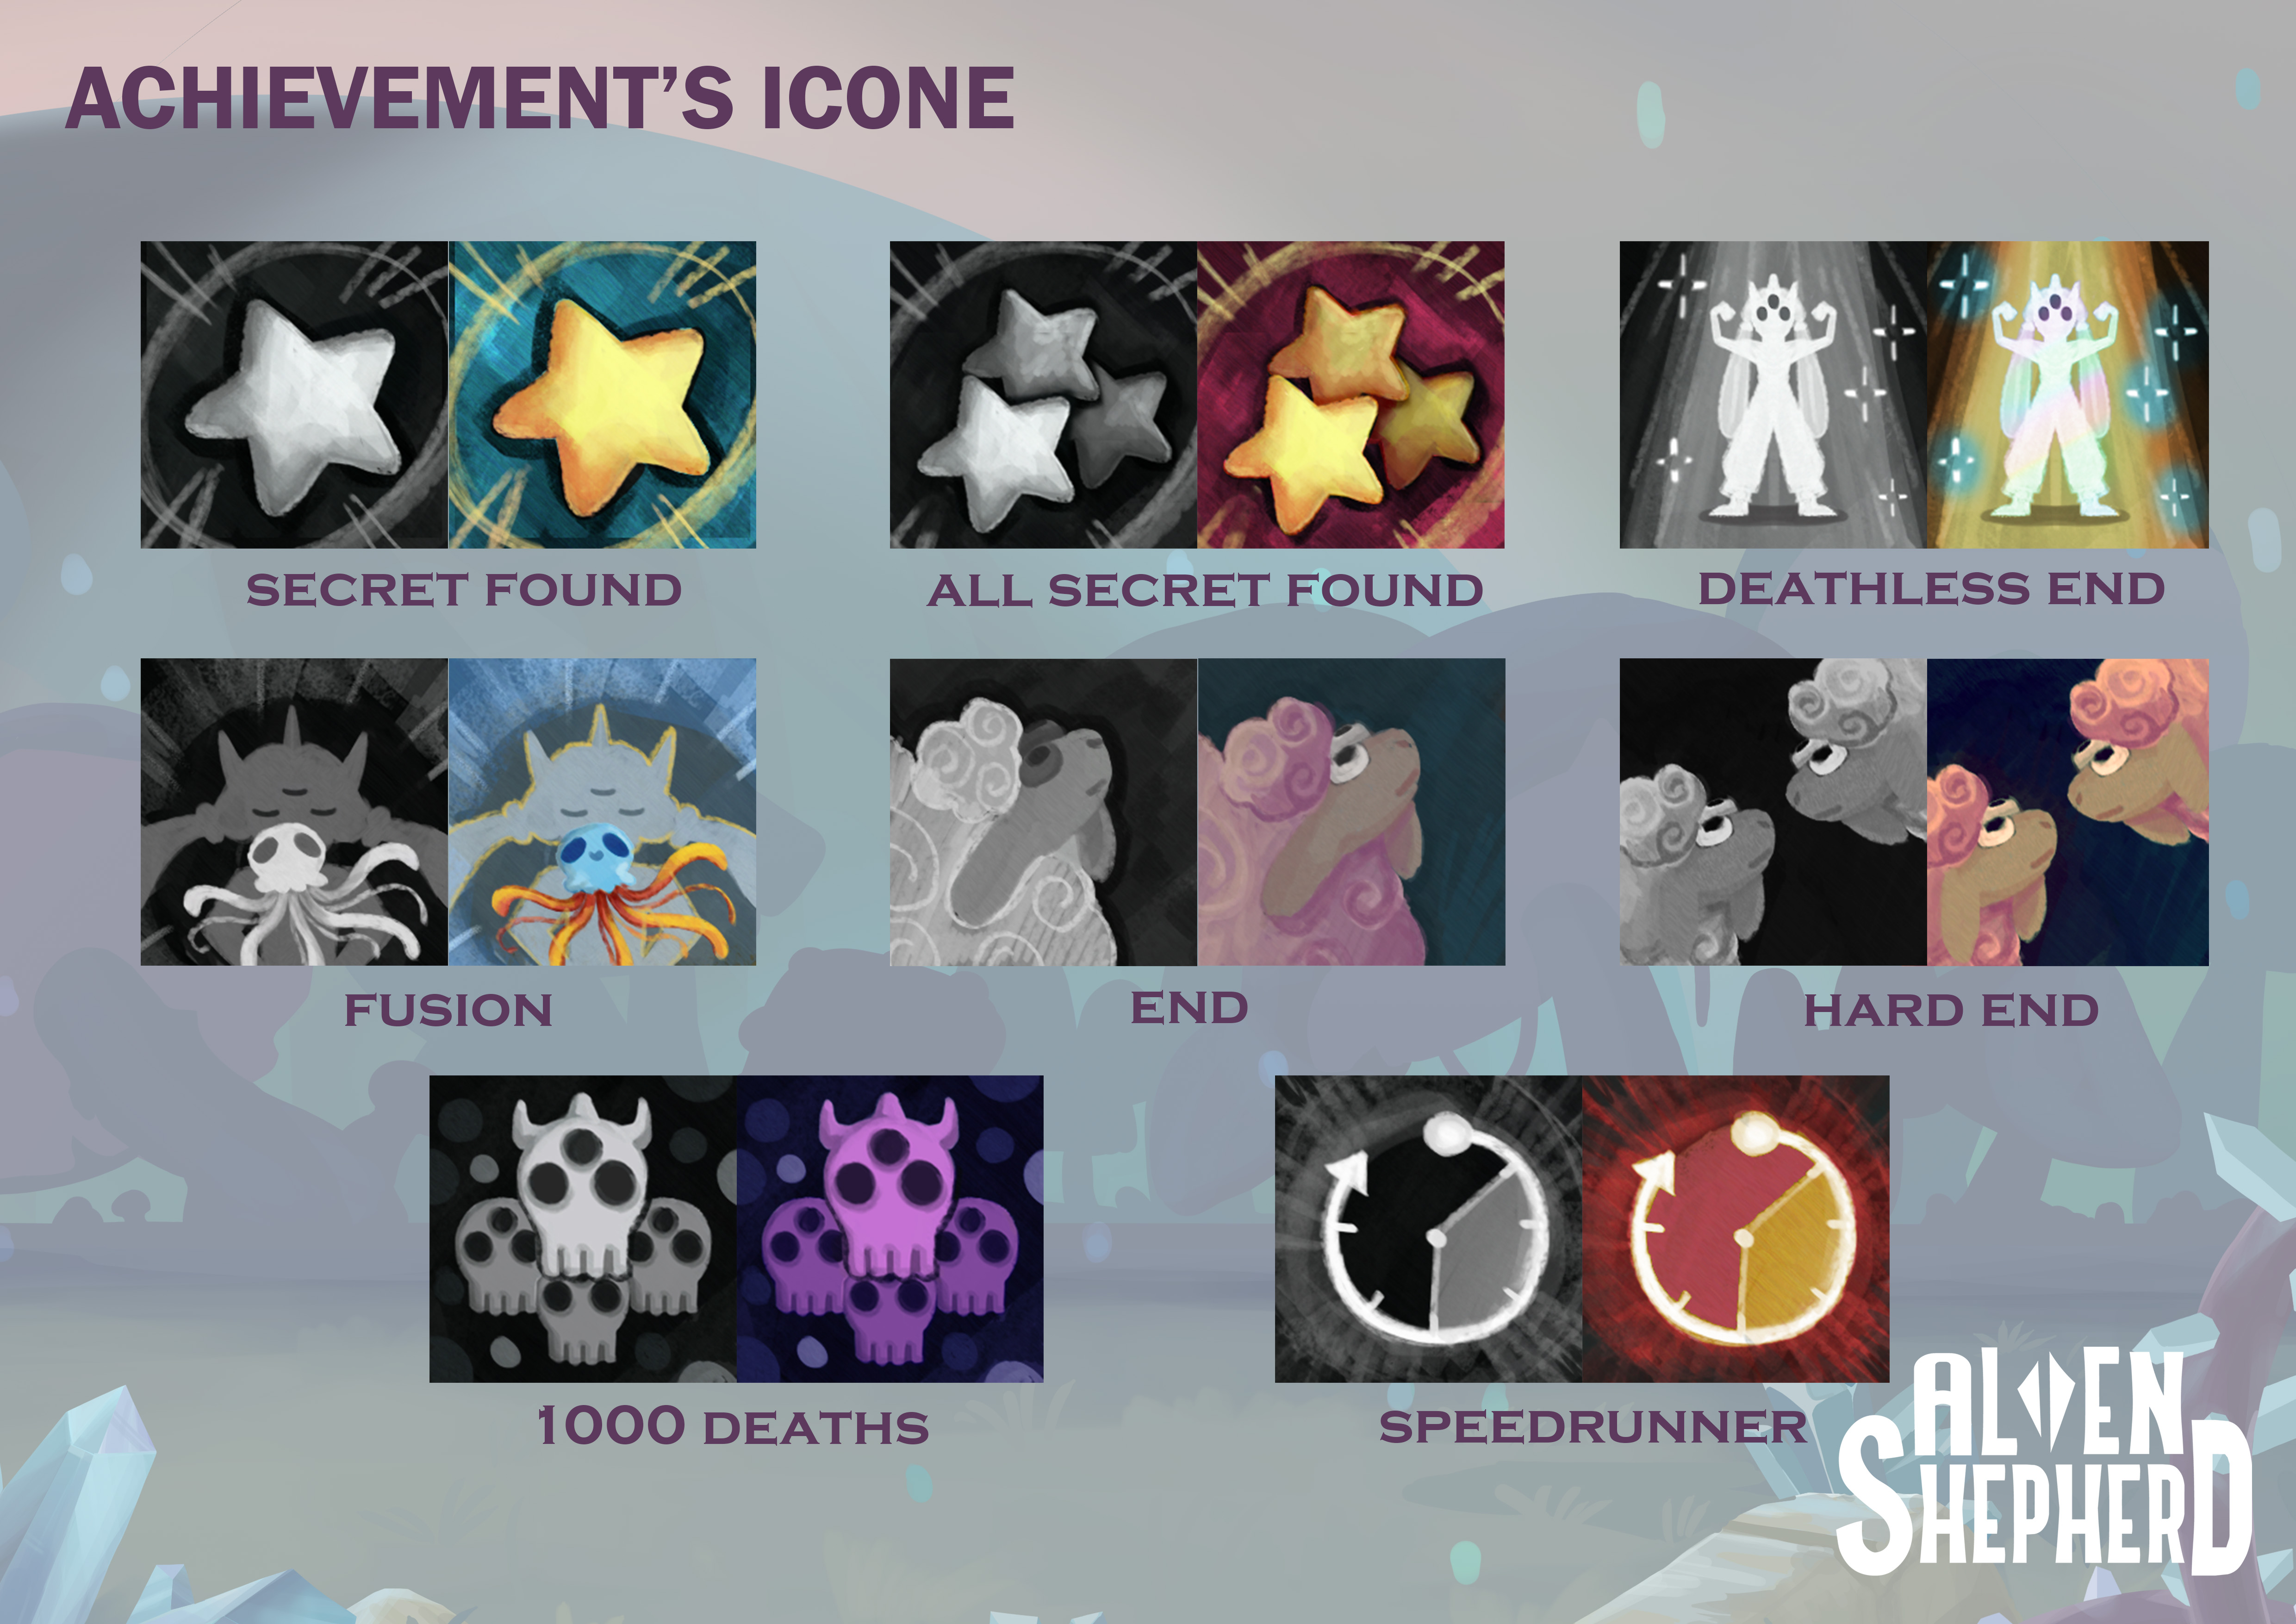 ACHIEVEMENT'S ICONE
SECRET FOUND
ALL SECRET FOUND
DEATHLESS END
FUSION
END
HARD END
1000 DEATHS
SPEEDRUNNER
ALIEN
SHEPHERD